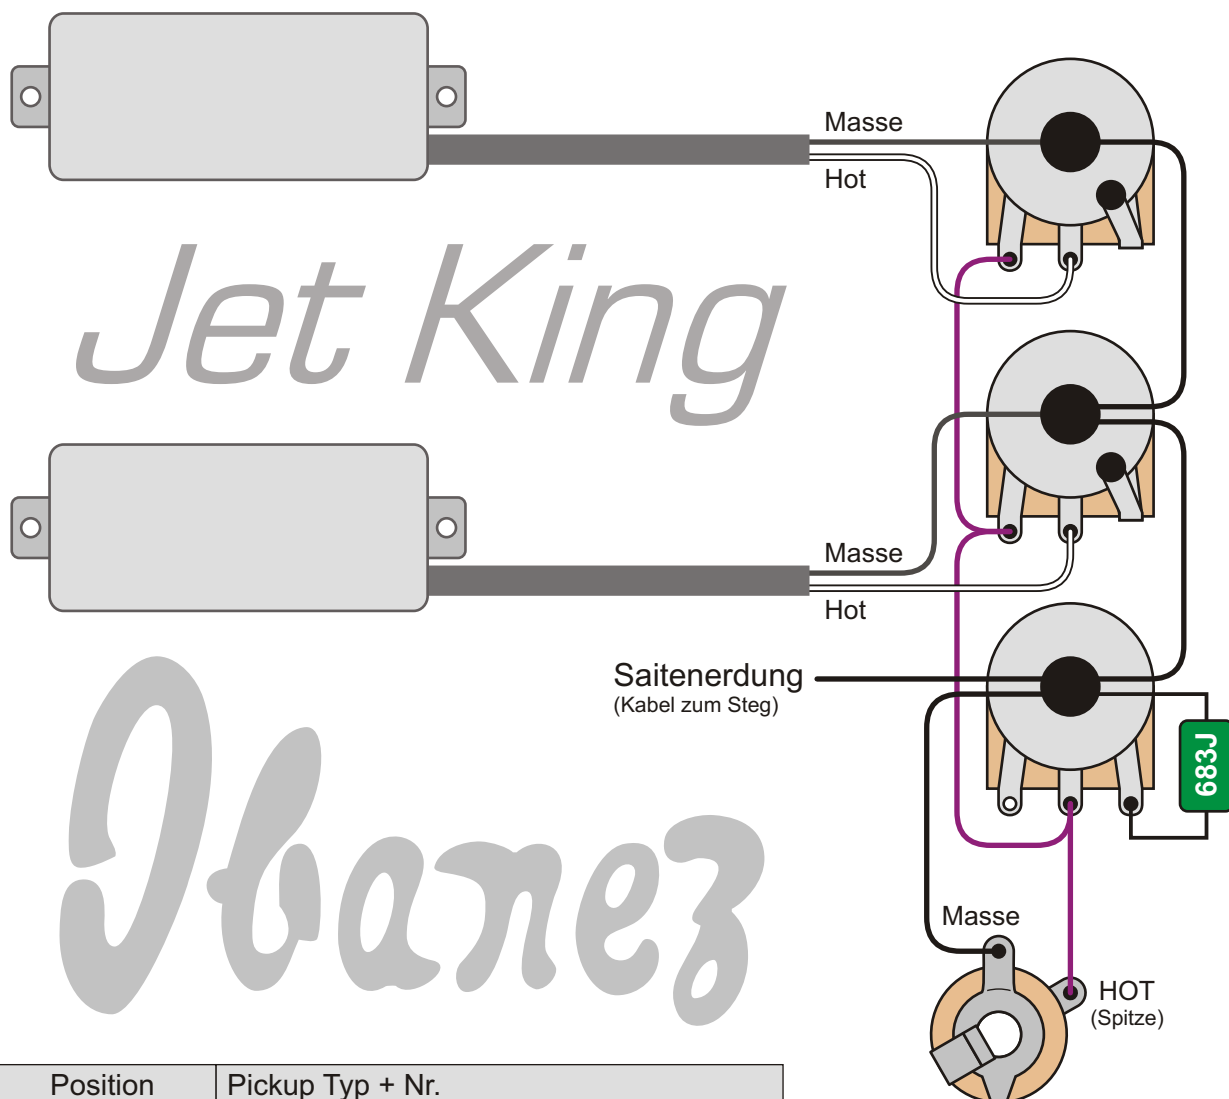 Masse
Hot
Jet King
Masse
Hot
Saitenerdung
(Kabel zum Steg)
683J
Ibanez
Masse
HOT
(Spitze)
Position
Pickup Typ + Nr.